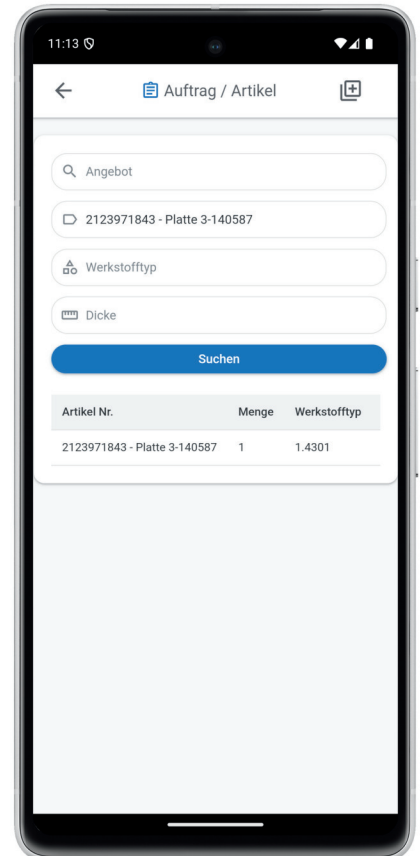 11:13
Auftrag / Artikel
Angebot
2123971843 - Platte 3-140587
Werkstofftyp
Dicke
Suchen
Artikel Nr. Menge Werkstofftyp
2123971843 - Platte 3-140587 1 1.4301